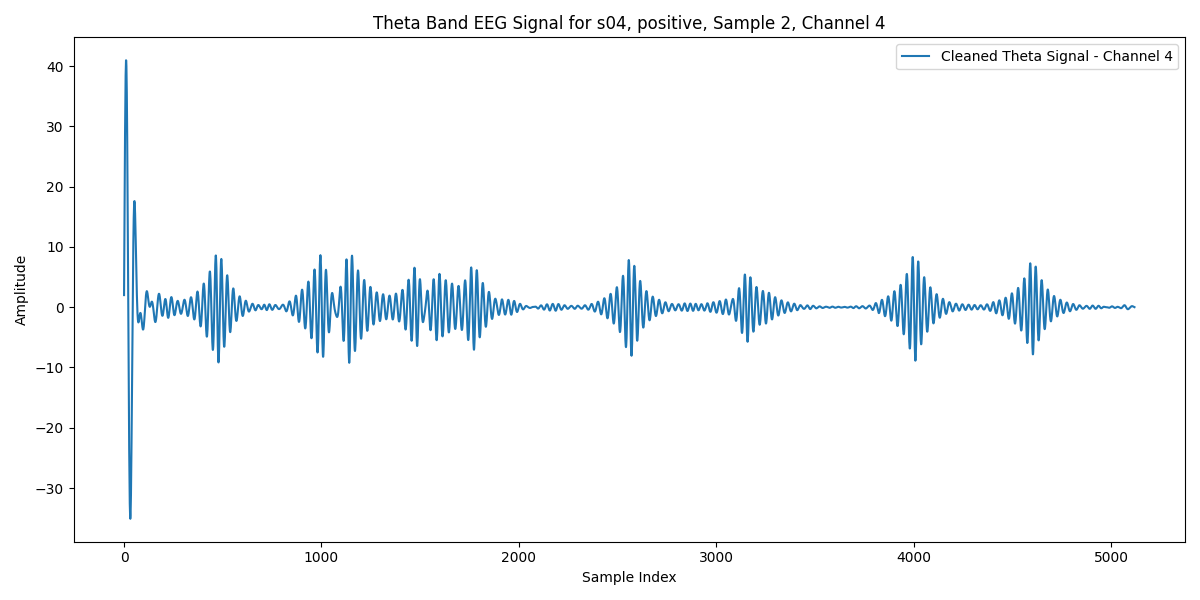 Theta Band EEG Signal for s04, positive, Sample 2, Channel 4
Cleaned Theta Signal - Channel 4
Amplitude
40
30
20
10
0
−10
−20
−30
0 1000 2000 3000 4000 5000
Sample Index